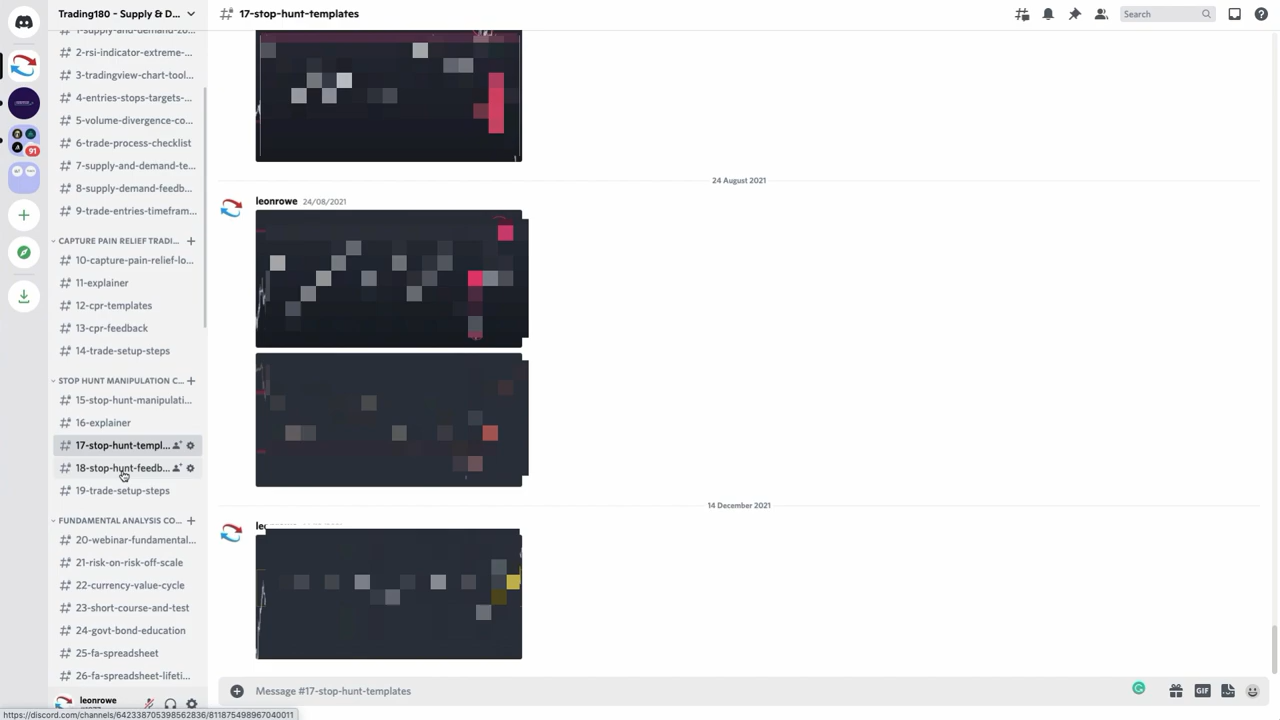 Trading180 - Supply & D...
17-stop-hunt-templates
Search
91
2-rsi-indicator-extreme-...
3-tradingview-chart-tool...
4-entries-stops-targets-...
5-volume-divergence-co...
6-trade-process-checklist
7-supply-and-demand-te...
8-supply-demand-feedb...
9-trade-entries-timefram...
CAPTURE PAIN RELIEF TRADI...
10-capture-pain-relief-lo...
11-explainer
12-cpr-templates
13-cpr-feedback
14-trade-setup-steps
STOP HUNT MANIPULATION C...
15-stop-hunt-manipulati...
16-explainer
17-stop-hunt-templ...
18-stop-hunt-feedb...
19-trade-setup-steps
FUNDAMENTAL ANALYSIS CO...
20-webinar-fundamental...
21-risk-on-risk-off-scale
22-currency-value-cycle
23-short-course-and-test
24-govt-bond-education
25-fa-spreadsheet
26-fa-spreadsheet-lifeti...
leonrowe
https://discord.com/channels/642338705398562836/811875498967040011
24 August 2021
leonrowe 24/08/2021
14 December 2021
Message #17-stop-hunt-templates
GIF